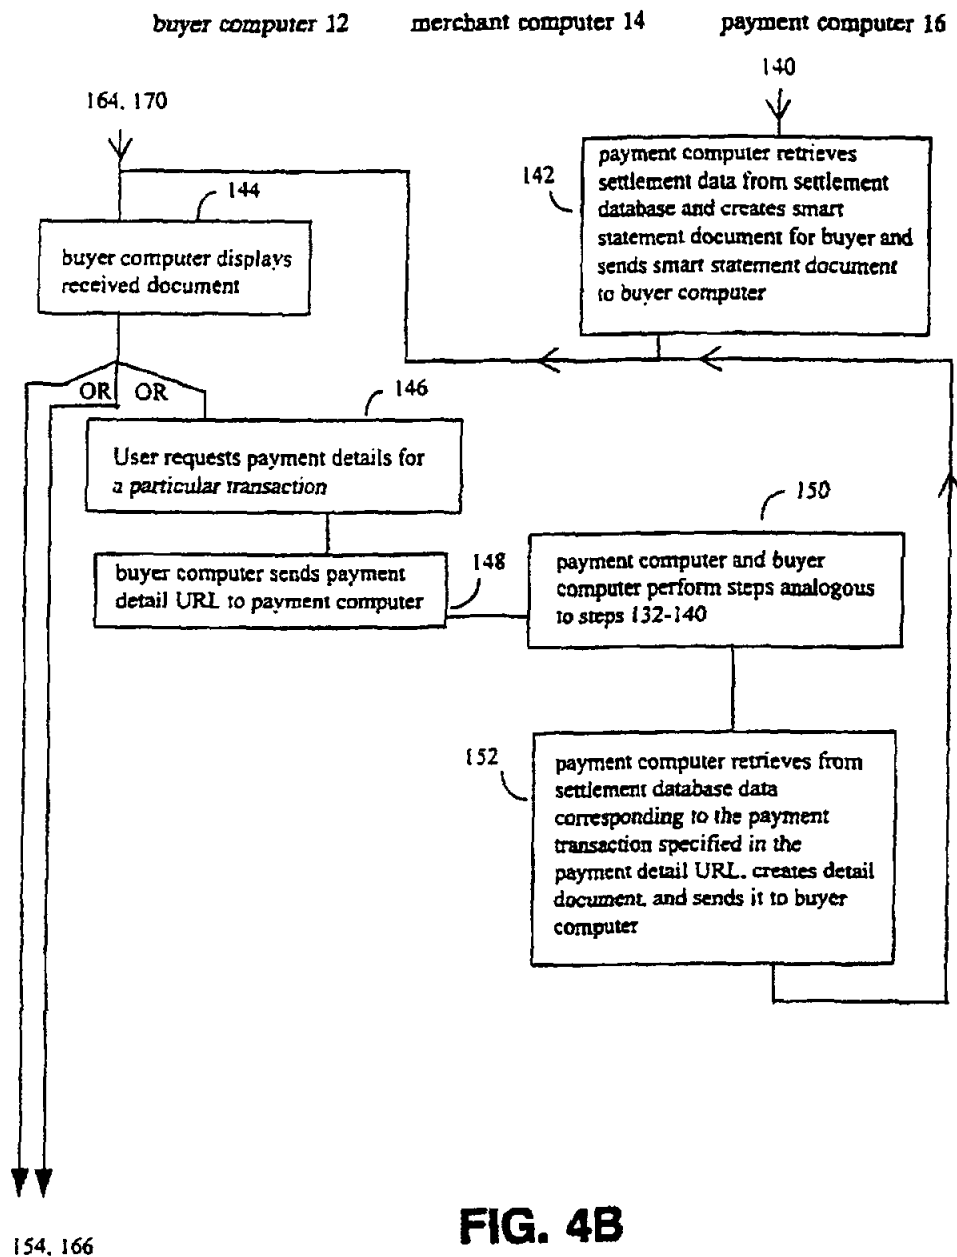 buyer computer 12 merchant computer 14 payment computer 16
140
164, 170
142
payment computer retrieves
settlement data from settlement
database and creates smart
statement document for buyer and
sends smart statement document
to buyer computer
144
buyer computer displays
received document
OR OR
146
User requests payment details for
a particular transaction
148
buyer computer sends payment
detail URL to payment computer
150
payment computer and buyer
computer perform steps analogous
to steps 132-140
152
payment computer retrieves from
settlement database data
corresponding to the payment
transaction specified in the
payment detail URL, creates detail
document, and sends it to buyer
computer
154, 166
FIG. 4B